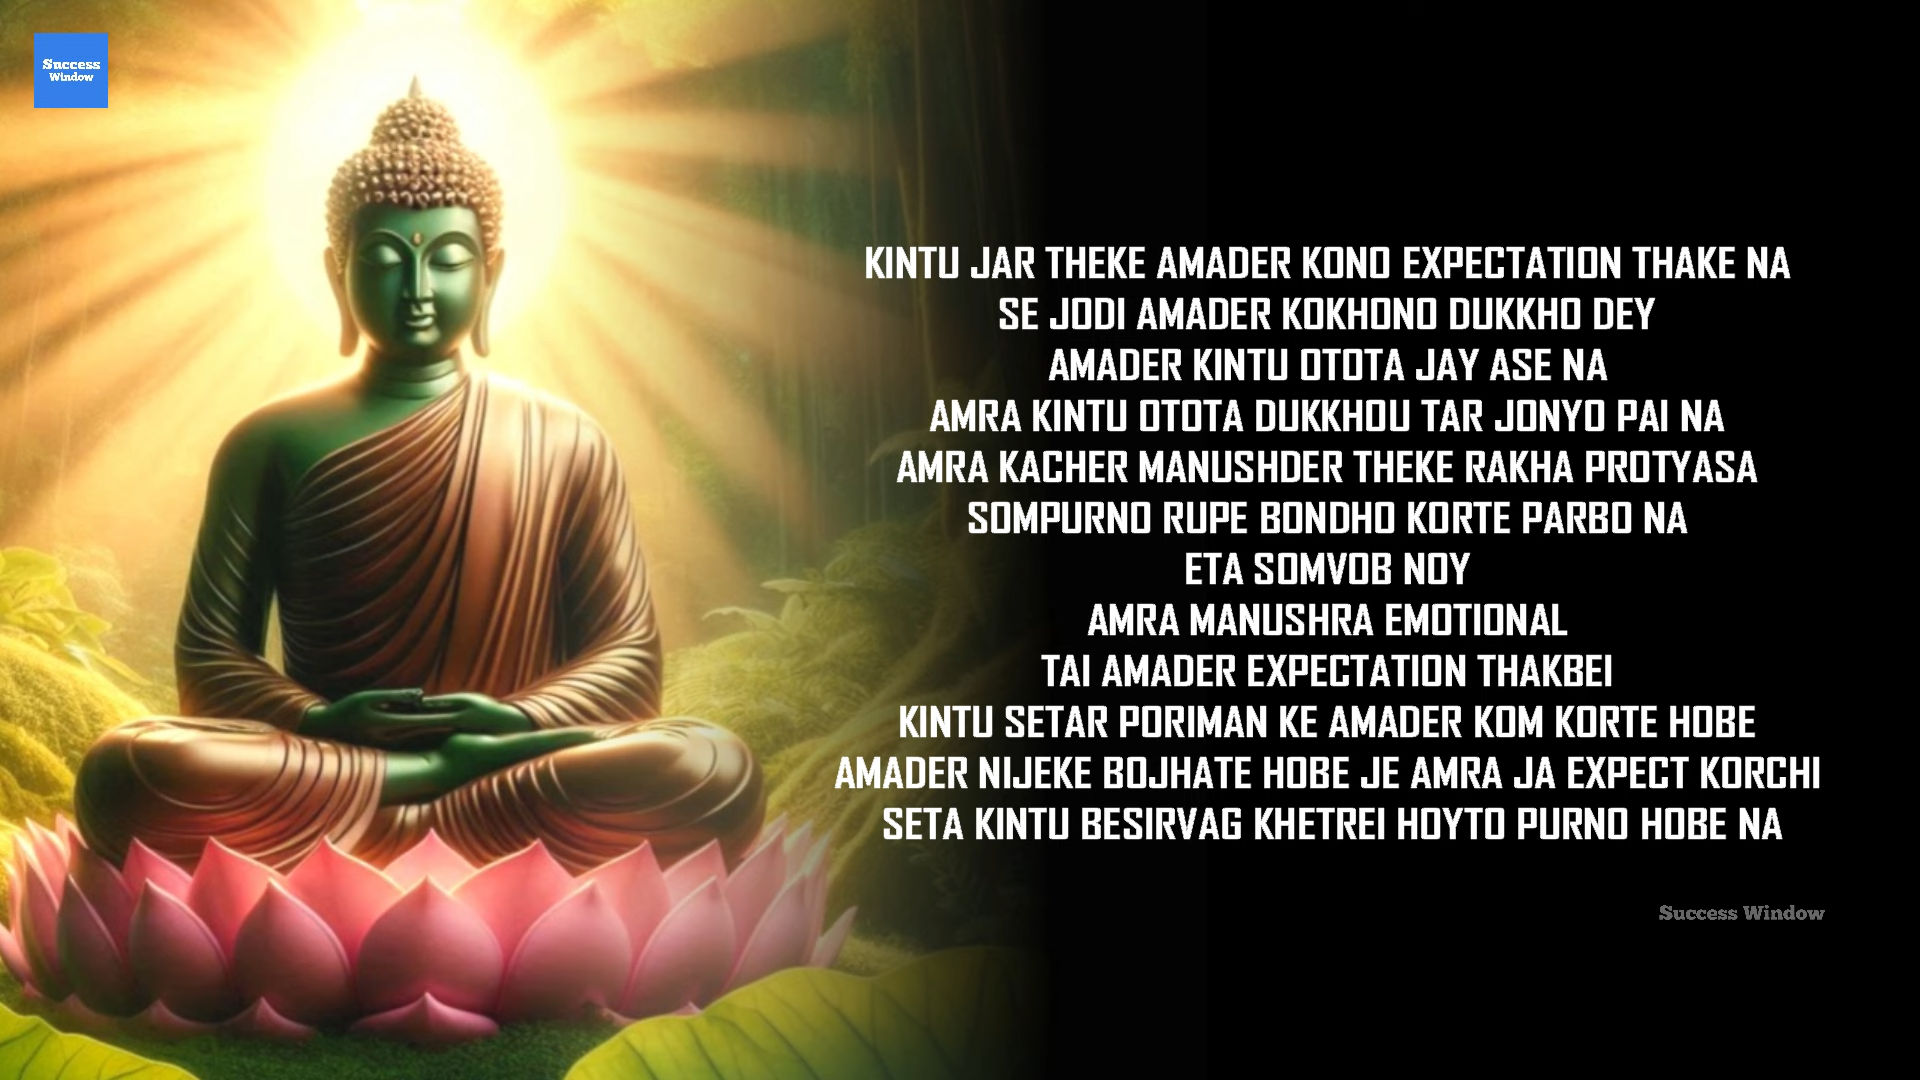 Success
Window
KINTU JAR THEKE AMADER KONO EXPECTATION THAKE NA
SE JODI AMADER KOKHONO DUKKHO DEY
AMADER KINTU OTOTA JAY ASE NA
AMRA KINTU OTOTA DUKKHOU TAR JONYO PAI NA
AMRA KACHER MANUSHDER THEKE RAKHA PROTYASA
SOMPURNO RUPE BONDHO KORTE PARBO NA
ETA SOMVOB NOY
AMRA MANUSHRA EMOTIONAL
TAI AMADER EXPECTATION THAKBEI
KINTU SETAR PORIMAN KE AMADER KOM KORTE HOBE
AMADER NIJEKE BOJHATE HOBE JE AMRA JA EXPECT KORCHI
SETA KINTU BESIRVAG KHETREI HOYTO PURNO HOBE NA
Success Window